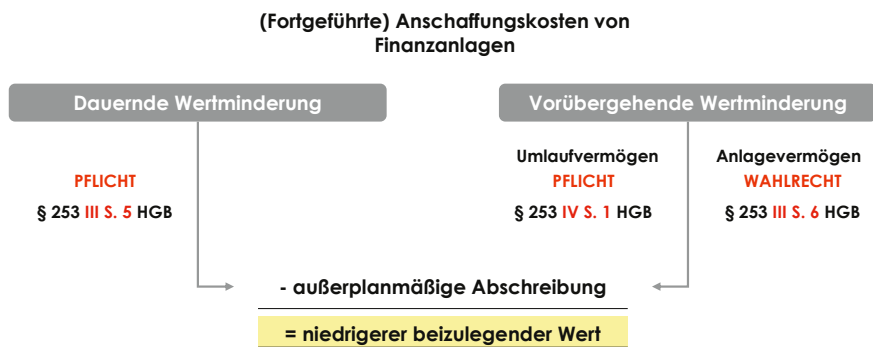 (Fortgeführte) Anschaffungskosten von
Finanzanlagen
Dauernde Wertminderung
Vorübergehende Wertminderung
PFLICHT
§ 253 III S. 5 HGB
Umlaufvermögen
PFLICHT
§ 253 IV S. 1 HGB
Anlagevermögen
WAHLRECHT
§ 253 III S. 6 HGB
- außerplanmäßige Abschreibung
= niedrigerer beizulegender Wert